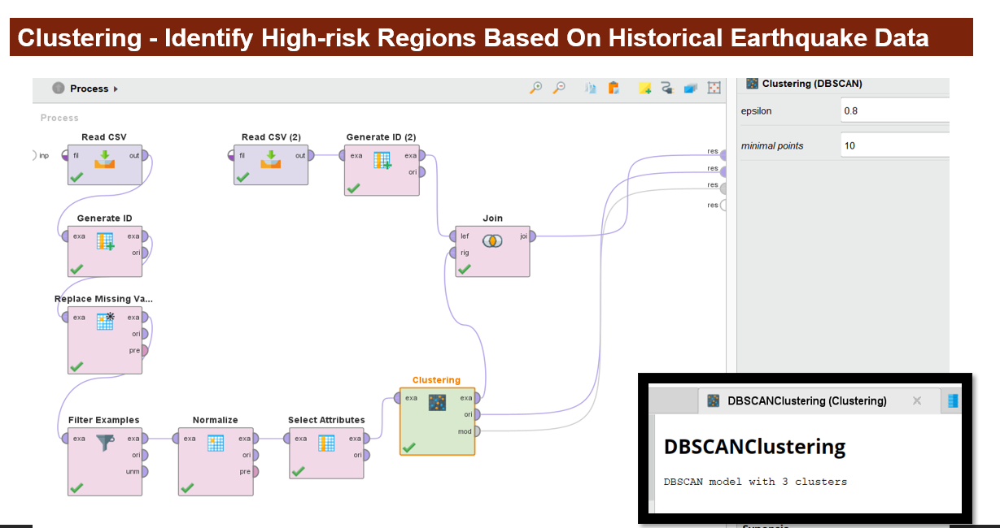 Clustering - Identify High-risk Regions Based On Historical Earthquake Data
Process
Process
inp
Read CSV
fil out
Read CSV (2)
fil out
Generate ID (2)
exa exa
ori
Generate ID
exa exa
ori
Join
lef joi
rig
res
res
res
res
Replace Missing Va...
exa exa
ori
pre
Filter Examples
exa exa
ori
unm
Normalize
exa exa
ori
pre
Select Attributes
exa exa
ori
Clustering
exa exa
ori
mod
Clustering (DBSCAN)
epsilon 0.8
minimal points 10
DBSCANClustering (Clustering)
DBSCANClustering
DBSCAN model with 3 clusters